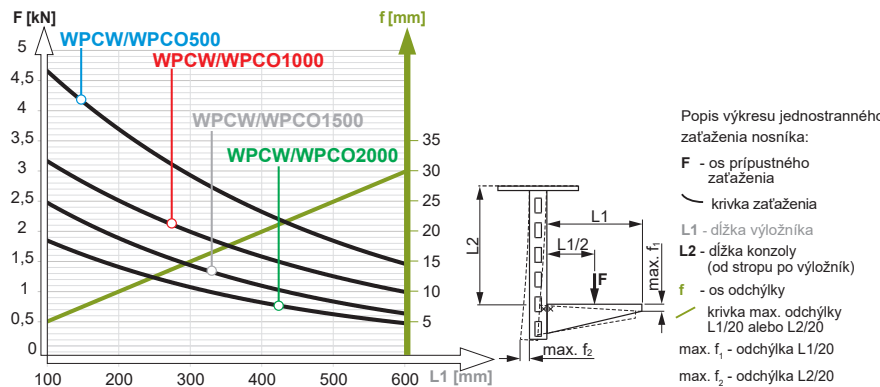 F [kN]
f [mm]
WPCW/WPCO500
WPCW/WPCO1000
WPCW/WPCO1500
WPCW/WPCO2000
5
4,5
4
3,5
3
2,5
2
1,5
1
0,5
0
35
30
25
20
15
10
5
100 200 300 400 500 600
L1 [mm]
L2
L1
L1/2
F
max. f1
max. f2
Popis výkresu jednostranného
zaťaženia nosníka:
F - os prípustného
zaťaženia
krivka zaťaženia
L1 - dĺžka výložníka
L2 - dĺžka konzoly
(od stropu po výložník)
f - os odchýlky
krivka max. odchýlky
L1/20 alebo L2/20
max. f1 - odchýlka L1/20
max. f2 - odchýlka L2/20